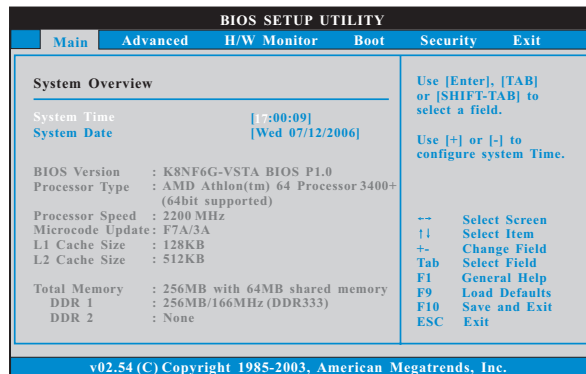 BIOS SETUP UTILITY
Main Advanced H/W Monitor Boot Security Exit
System Overview
System Time [17:00:09]
System Date [Wed 07/12/2006]
BIOS Version : K8NF6G-VSTA BIOS P1.0
Processor Type : AMD Athlon(tm) 64 Processor 3400+
(64bit supported)
Processor Speed : 2200 MHz
Microcode Update : F7A/3A
L1 Cache Size : 128KB
L2 Cache Size : 512KB
Total Memory : 256MB with 64MB shared memory
DDR 1 : 256MB/166MHz (DDR333)
DDR 2 : None
Use [Enter], [TAB]
or [SHIFT-TAB] to
select a field.
Use [+] or [-] to
configure system Time.
←→ Select Screen
↑↓ Select Item
+- Change Field
Tab Select Field
F1 General Help
F9 Load Defaults
F10 Save and Exit
ESC Exit
v02.54 (C) Copyright 1985-2003, American Megatrends, Inc.